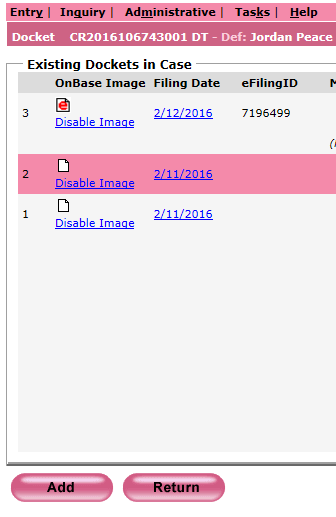 Entry | Inquiry | Administrative | Tasks | Help
Docket CR2016106743001 DT - Def: Jordan Peace
Existing Dockets in Case
OnBase Image Filing Date eFilingID
3 e 2/12/2016 7196499
Disable Image
2 2/11/2016
Disable Image
1 2/11/2016
Disable Image
Add Return